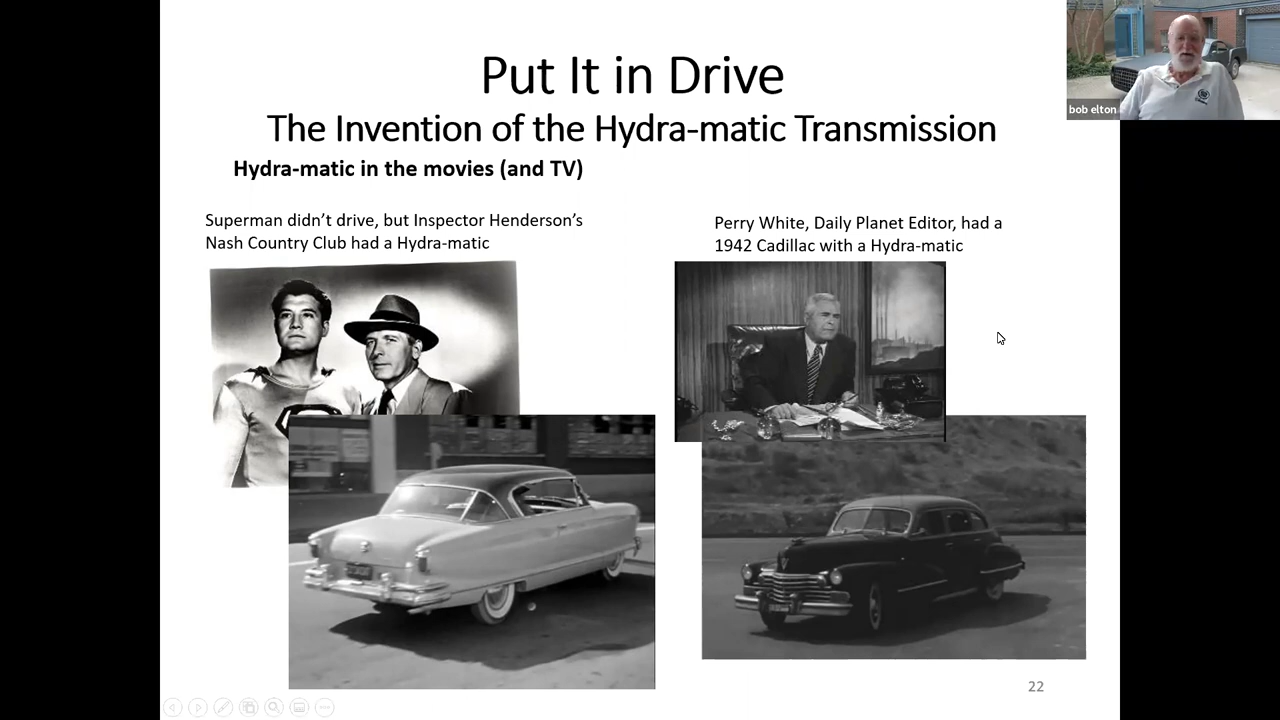 Put It in Drive
The Invention of the Hydra-matic Transmission
Hydra-matic in the movies (and TV)
Superman didn’t drive, but Inspector Henderson’s
Nash Country Club had a Hydra-matic
Perry White, Daily Planet Editor, had a
1942 Cadillac with a Hydra-matic
22
bob elton